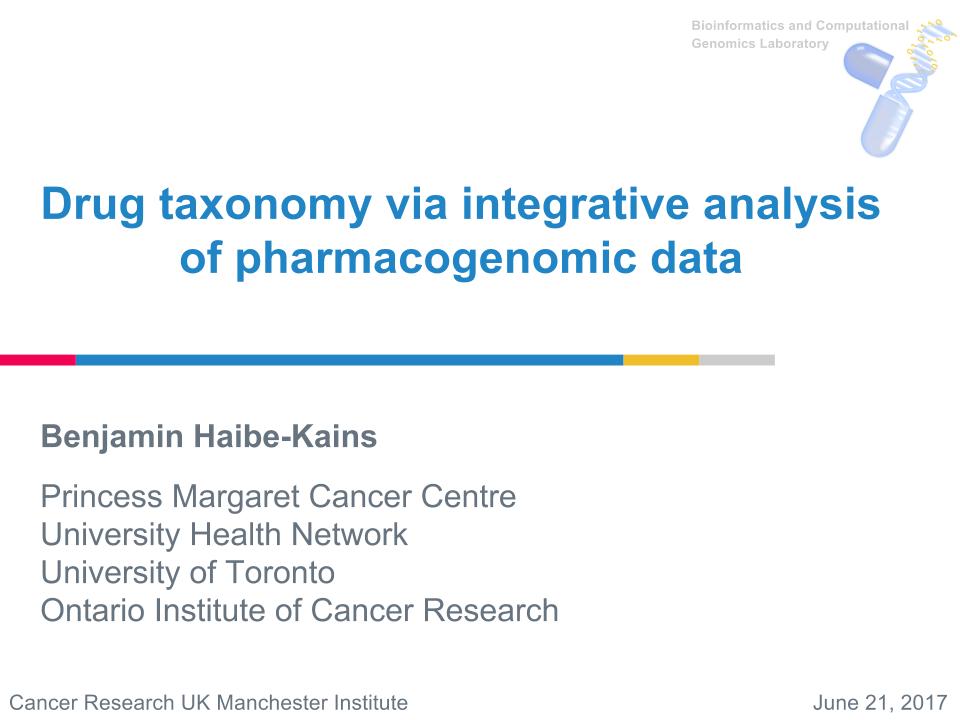 Bioinformatics and Computational
Genomics Laboratory
Drug taxonomy via integrative analysis
of pharmacogenomic data
Benjamin Haibe-Kains
Princess Margaret Cancer Centre
University Health Network
University of Toronto
Ontario Institute of Cancer Research
Cancer Research UK Manchester Institute
June 21, 2017